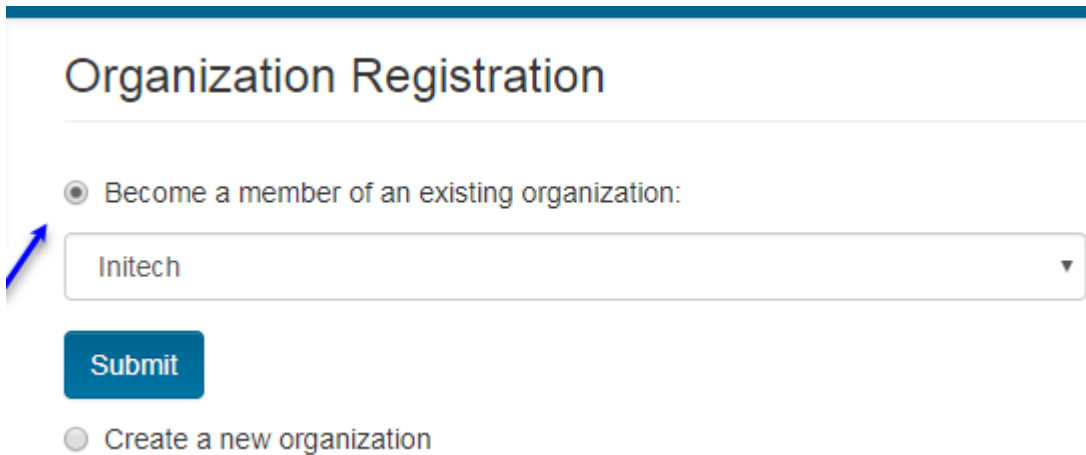 Organization Registration
Become a member of an existing organization:
Initech
Submit
Create a new organization